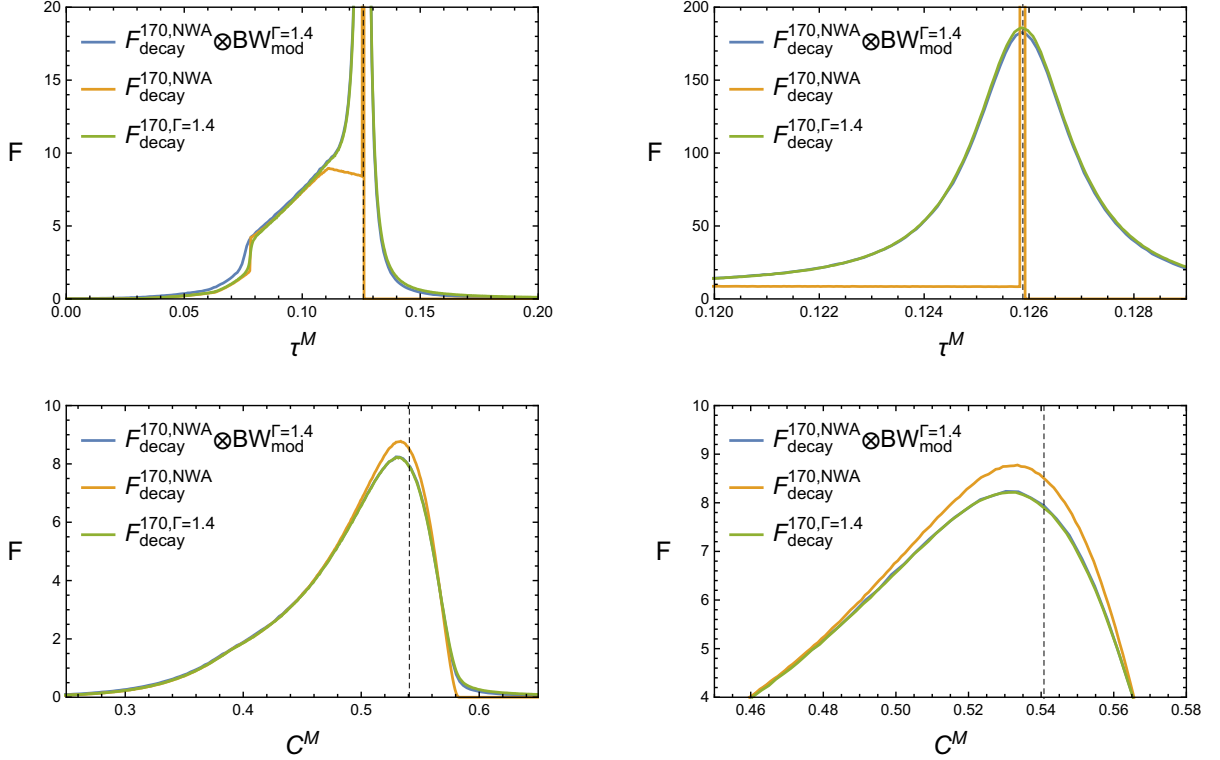 F^{170,NWA}_{decay}⊗BW^{Γ=1.4}_{mod}
F^{170,NWA}_{decay}
F^{170,Γ=1.4}_{decay}
F
20
15
10
5
0
0.00 0.05 0.10 0.15 0.20
τ^M
F^{170,NWA}_{decay}⊗BW^{Γ=1.4}_{mod}
F^{170,NWA}_{decay}
F^{170,Γ=1.4}_{decay}
F
200
150
100
50
0
0.120 0.122 0.124 0.126 0.128
τ^M
F^{170,NWA}_{decay}⊗BW^{Γ=1.4}_{mod}
F^{170,NWA}_{decay}
F^{170,Γ=1.4}_{decay}
F
10
8
6
4
2
0
0.3 0.4 0.5 0.6
C^M
F^{170,NWA}_{decay}⊗BW^{Γ=1.4}_{mod}
F^{170,NWA}_{decay}
F^{170,Γ=1.4}_{decay}
F
10
9
8
7
6
5
4
0.46 0.48 0.50 0.52 0.54 0.56 0.58
C^M